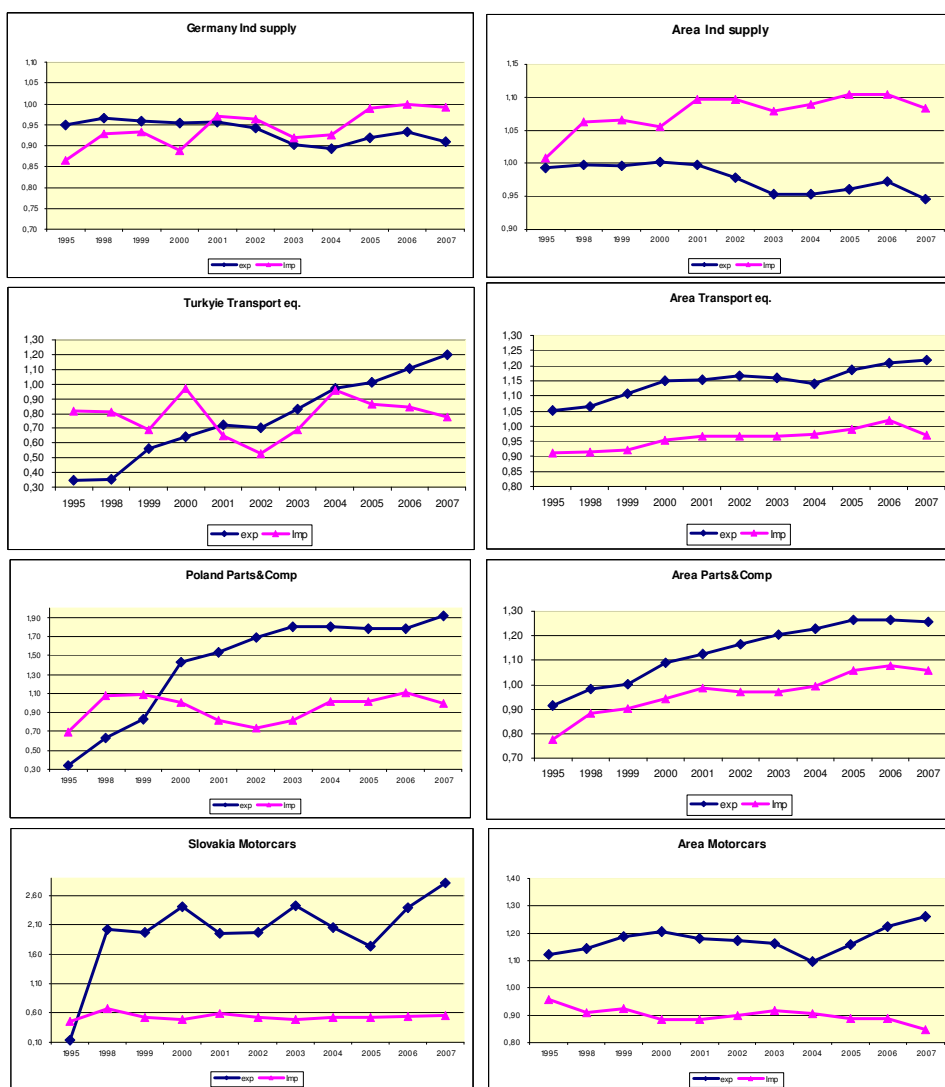 Germany Ind supply
1,10
1,05
1,00
0,95
0,90
0,85
0,80
0,75
0,70
1995 1998 1999 2000 2001 2002 2003 2004 2005 2006 2007
exp Imp
Area Ind supply
1,15
1,10
1,05
1,00
0,95
0,90
1995 1998 1999 2000 2001 2002 2003 2004 2005 2006 2007
exp Imp
Turkyie Transport eq.
1,30
1,20
1,10
1,00
0,90
0,80
0,70
0,60
0,50
0,40
0,30
1995 1998 1999 2000 2001 2002 2003 2004 2005 2006 2007
exp Imp
Area Transport eq.
1,30
1,25
1,20
1,15
1,10
1,05
1,00
0,95
0,90
0,85
0,80
1995 1998 1999 2000 2001 2002 2003 2004 2005 2006 2007
exp Imp
Poland Parts&Comp
1,90
1,70
1,50
1,30
1,10
0,90
0,70
0,50
0,30
1995 1998 1999 2000 2001 2002 2003 2004 2005 2006 2007
exp Imp
Area Parts&Comp
1,30
1,20
1,10
1,00
0,90
0,80
0,70
1995 1998 1999 2000 2001 2002 2003 2004 2005 2006 2007
exp Imp
Slovakia Motorcars
2,60
2,10
1,60
1,10
0,60
0,10
1995 1998 1999 2000 2001 2002 2003 2004 2005 2006 2007
exp Imp
Area Motorcars
1,40
1,30
1,20
1,10
1,00
0,90
0,80
1995 1998 1999 2000 2001 2002 2003 2004 2005 2006 2007
exp Imp